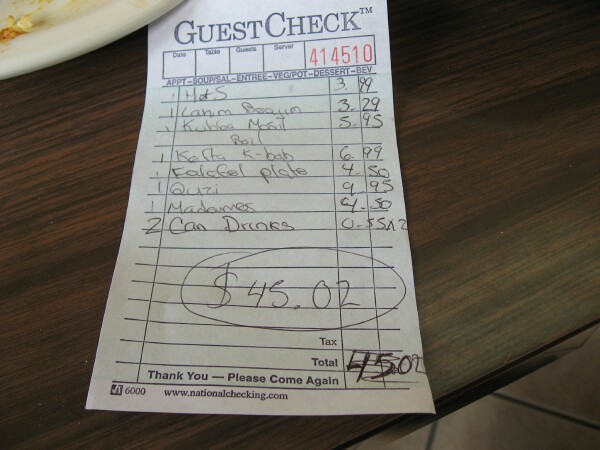 GUESTCHECK™
Date Table Guests Server 414510
APPT-SOUP/SAL-ENTREE-VEG/POT-DESSERT-BEV
1 H&S 3.99
1 Lahm Beajun 3.29
1 Kubba Mosil 5.95
Boil
1 Kefta K-bab 6.99
1 Falafel plate 4.50
1 Quzi 9.95
1 Madames 4.50
2 Can Drinks 0.55x2
$45.02
Tax
Total 45.02
Thank You — Please Come Again
6000 www.nationalchecking.com